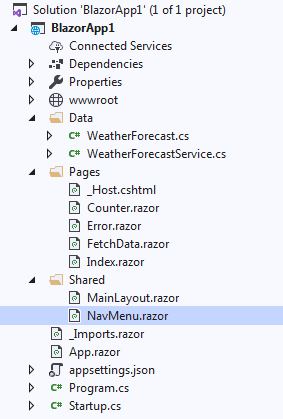 Solution 'BlazorApp1' (1 of 1 project)
BlazorApp1
Connected Services
Dependencies
Properties
wwwroot
Data
C# WeatherForecast.cs
C# WeatherForecastService.cs
Pages
_Host.cshtml
Counter.razor
Error.razor
FetchData.razor
Index.razor
Shared
MainLayout.razor
NavMenu.razor
_Imports.razor
App.razor
appsettings.json
C# Program.cs
C# Startup.cs